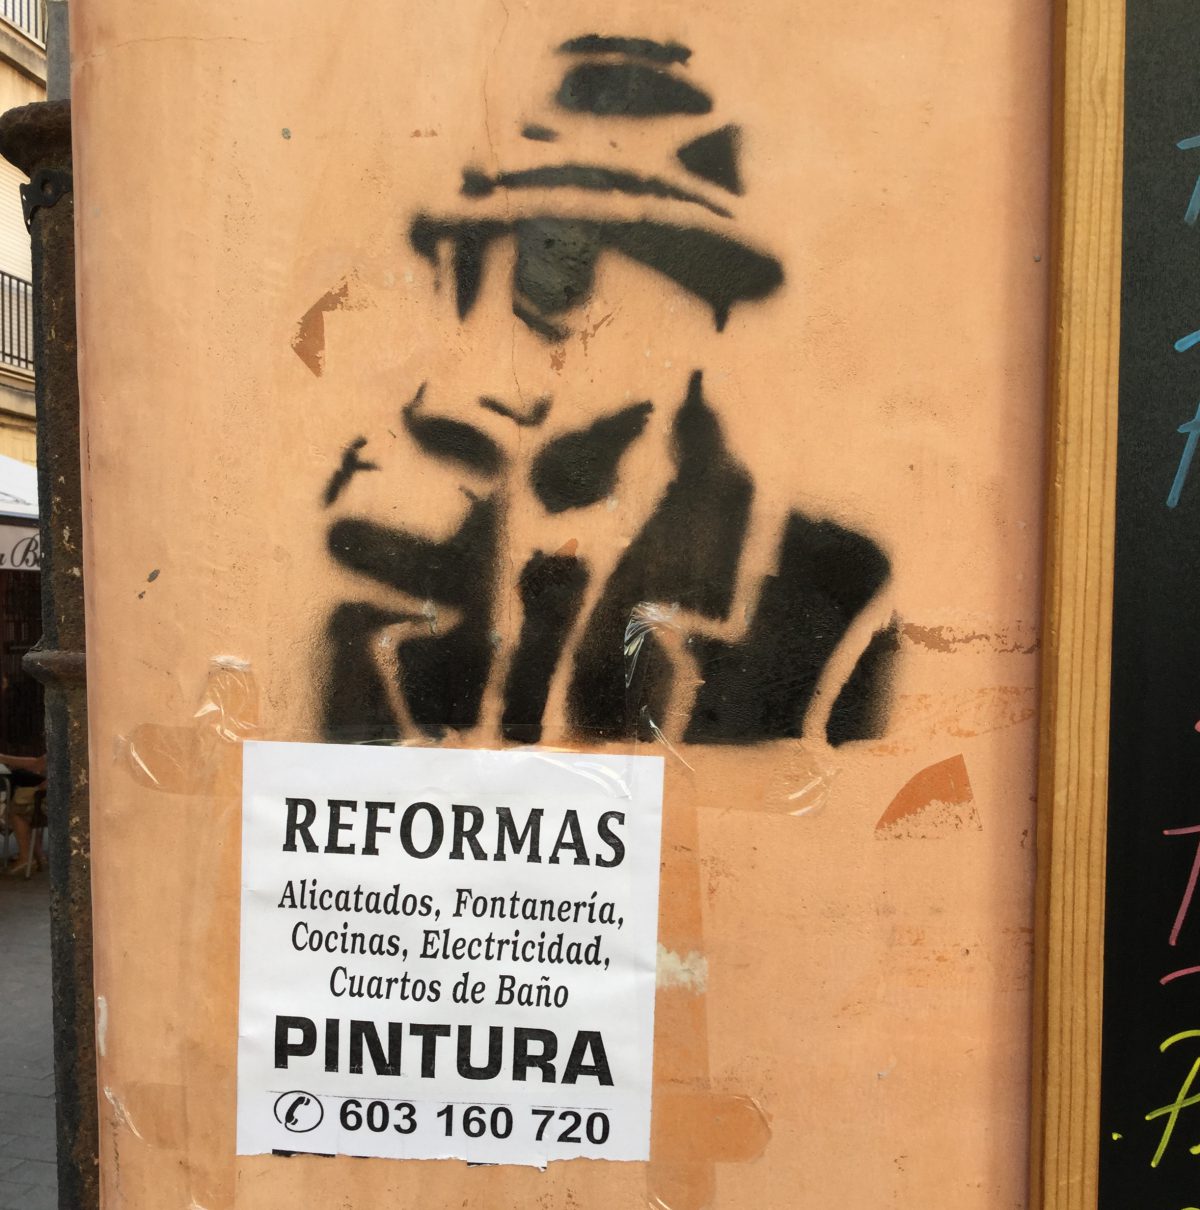 REFORMAS
Alicatados, Fontanería,
Cocinas, Electricidad,
Cuartos de Baño
PINTURA
603 160 720